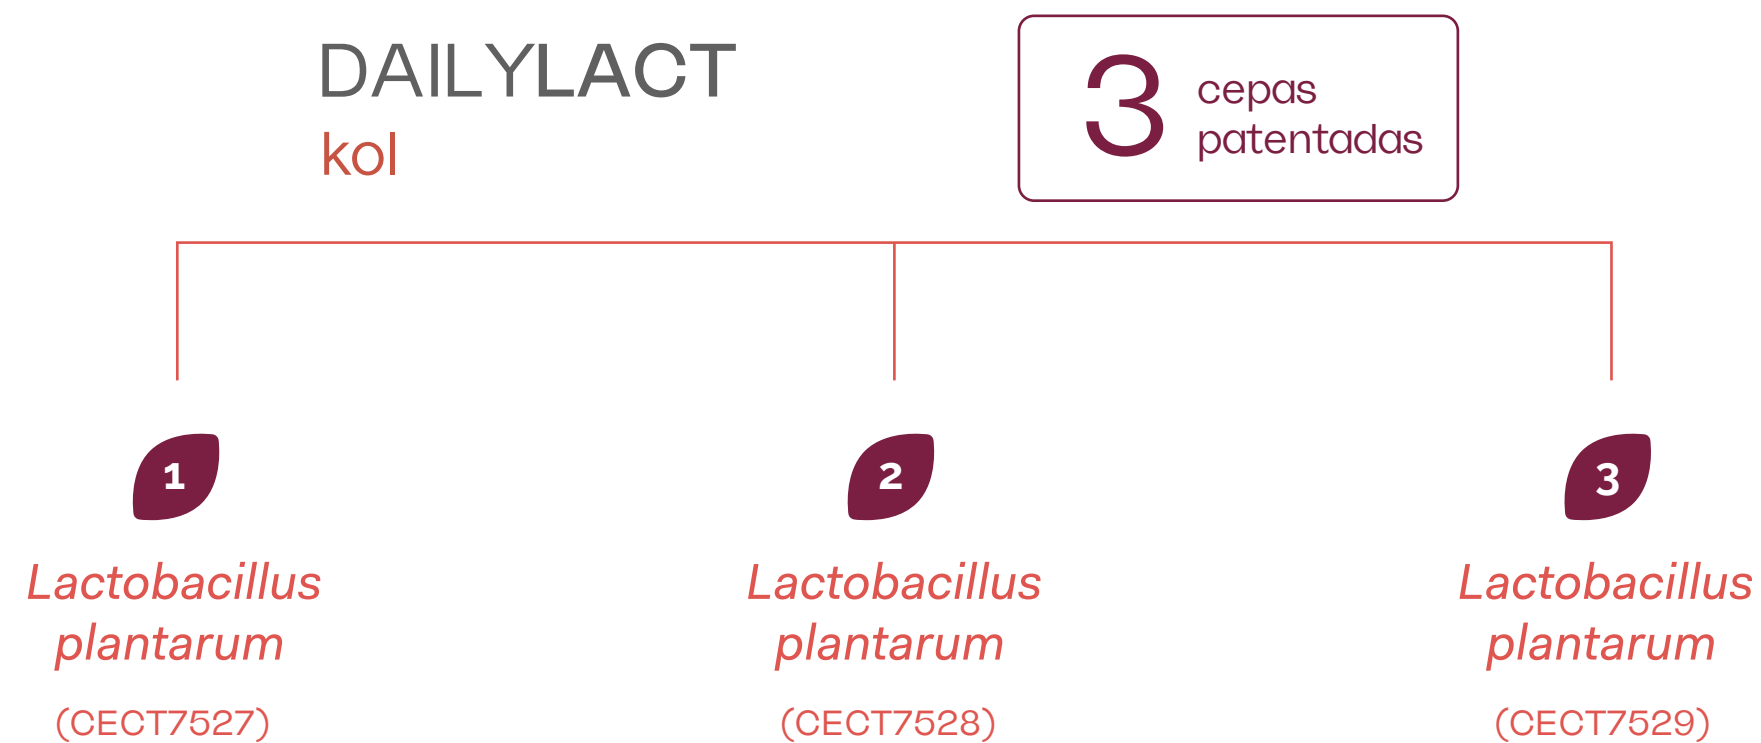 DAILYLACT
kol
3
cepas
patentadas
1
Lactobacillus
plantarum
(CECT7527)
2
Lactobacillus
plantarum
(CECT7528)
3
Lactobacillus
plantarum
(CECT7529)